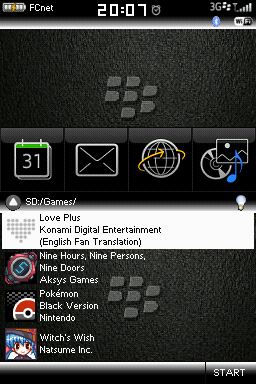 FCnet
20:07
3G
WiFi
31
SD:/Games/
Love Plus
Konami Digital Entertainment
(English Fan Translation)
Nine Hours, Nine Persons,
Nine Doors
Aksys Games
Pokémon
Black Version
Nintendo
Witch's Wish
Natsume Inc.
START